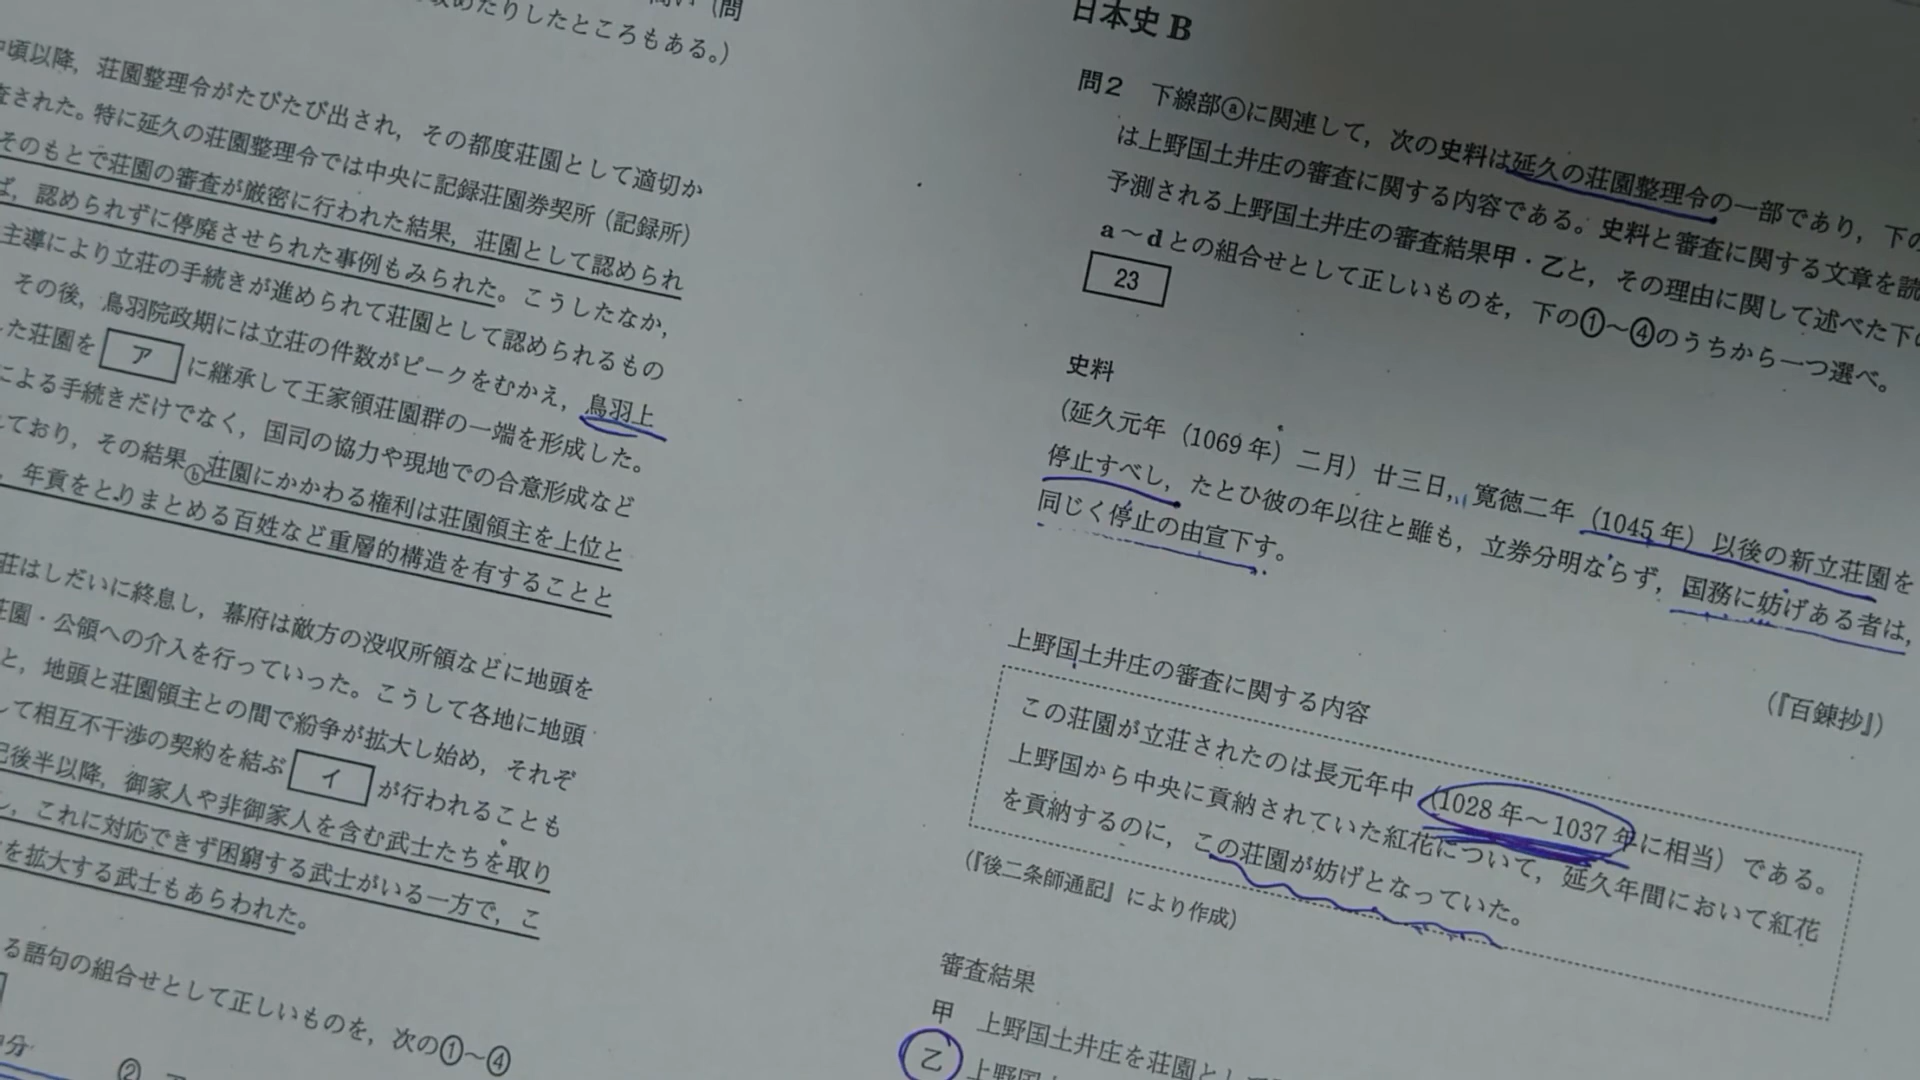 問い（問
改めたりしたところもある。）
中頃以降，荘園整理令がたびたび出され，その都度荘園として適切か
査された。特に延久の荘園整理令では中央に記録荘園券契所（記録所）
そのもとで荘園の審査が厳密に行われた結果，荘園として認められ
ば，認められずに停廃させられた事例もみられた。こうしたなか，
主導により立荘の手続きが進められて荘園として認められるもの
その後，鳥羽院政期には立荘の件数がピークをむかえ，鳥羽上
した荘園を ア に継承して王家領荘園群の一端を形成した。
による手続きだけでなく，国司の協力や現地での合意形成など
ており，その結果ⓑ荘園にかかわる権利は荘園領主を上位と
，年貢をとりまとめる百姓など重層的構造を有することと
荘はしだいに終息し，幕府は敵方の没収所領などに地頭を
荘園・公領への介入を行っていった。こうして各地に地頭
と，地頭と荘園領主との間で紛争が拡大し始め，それぞ
して相互不干渉の契約を結ぶ イ が行われることも
紀後半以降，御家人や非御家人を含む武士たちを取り
し，これに対応できず困窮する武士がいる一方で，こ
を拡大する武士もあらわれた。
る語句の組合せとして正しいものを，次の①～④
中分
②
日本史B
問2 下線部ⓐに関連して，次の史料は延久の荘園整理令の一部であり，下の
は上野国土井庄の審査に関する内容である。史料と審査に関する文章を読
予測される上野国土井庄の審査結果甲・乙と，その理由に関して述べた下の
a～dとの組合せとして正しいものを，下の①～④のうちから一つ選べ。
23
史料
（延久元年（1069年）二月）廿三日，寛徳二年（1045年）以後の新立荘園を
停止すべし，たとひ彼の年以往と雖も，立券分明ならず，国務に妨げある者は，
同じく停止の由宣下す。
（『百錬抄』）
上野国土井庄の審査に関する内容
この荘園が立荘されたのは長元年中（1028年～1037年に相当）である。
上野国から中央に貢納されていた紅花について，延久年間において紅花
を貢納するのに，この荘園が妨げとなっていた。
（『後二条師通記』により作成）
審査結果
甲 上野国土井庄を荘園として
乙 上野国